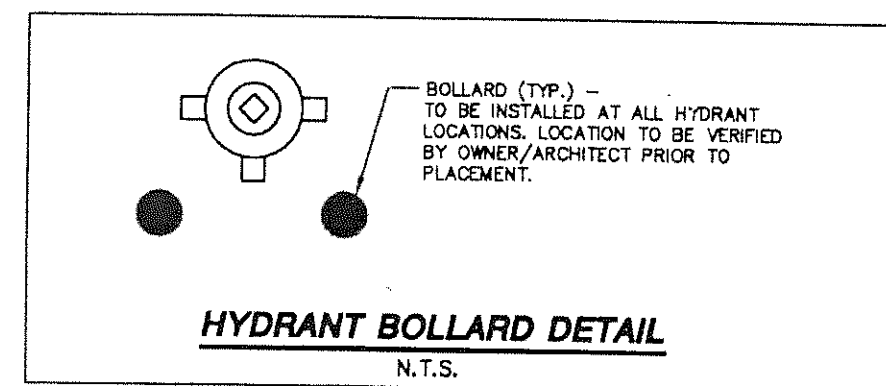 BOLLARD (TYP.) –
TO BE INSTALLED AT ALL HYDRANT
LOCATIONS. LOCATION TO BE VERIFIED
BY OWNER/ARCHITECT PRIOR TO
PLACEMENT.
HYDRANT BOLLARD DETAIL
N.T.S.